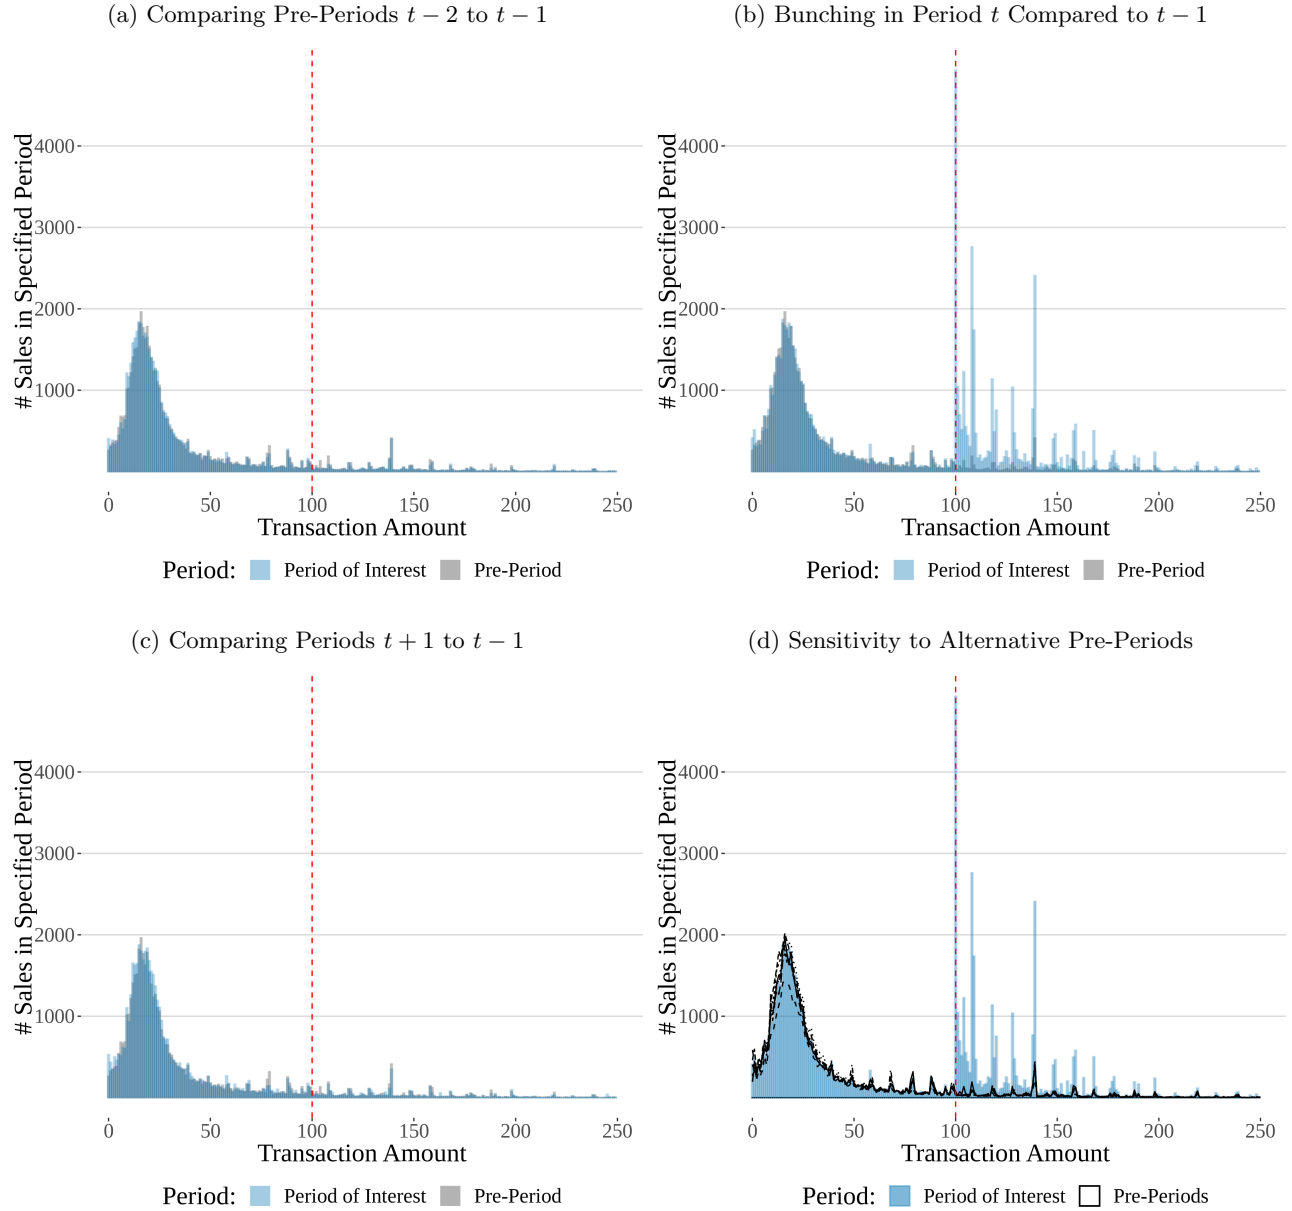 (a) Comparing Pre-Periods t − 2 to t − 1
# Sales in Specified Period
4000
3000
2000
1000
0 50 100 150 200 250
Transaction Amount
Period: Period of Interest Pre-Period
(b) Bunching in Period t Compared to t − 1
# Sales in Specified Period
4000
3000
2000
1000
0 50 100 150 200 250
Transaction Amount
Period: Period of Interest Pre-Period
(c) Comparing Periods t + 1 to t − 1
# Sales in Specified Period
4000
3000
2000
1000
0 50 100 150 200 250
Transaction Amount
Period: Period of Interest Pre-Period
(d) Sensitivity to Alternative Pre-Periods
# Sales in Specified Period
4000
3000
2000
1000
0 50 100 150 200 250
Transaction Amount
Period: Period of Interest Pre-Periods